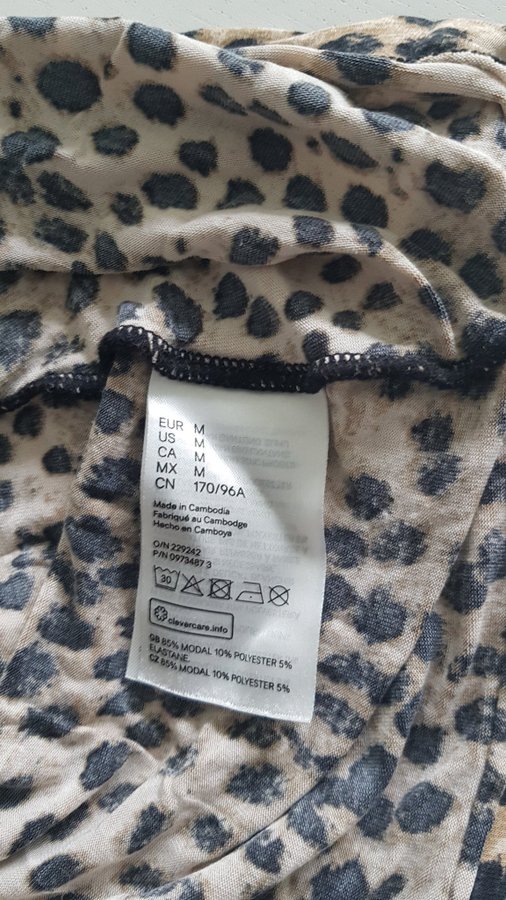 EUR M
US M
CA M
MX M
CN 170/96A
Made in Cambodia
Fabriqué au Cambodge
Hecho en Camboya
O/N 229242
P/N 0973487 3
30
clevercare.info
GB 85% MODAL 10% POLYESTER 5%
ELASTANE.
CZ 85% MODAL 10% POLYESTER 5%